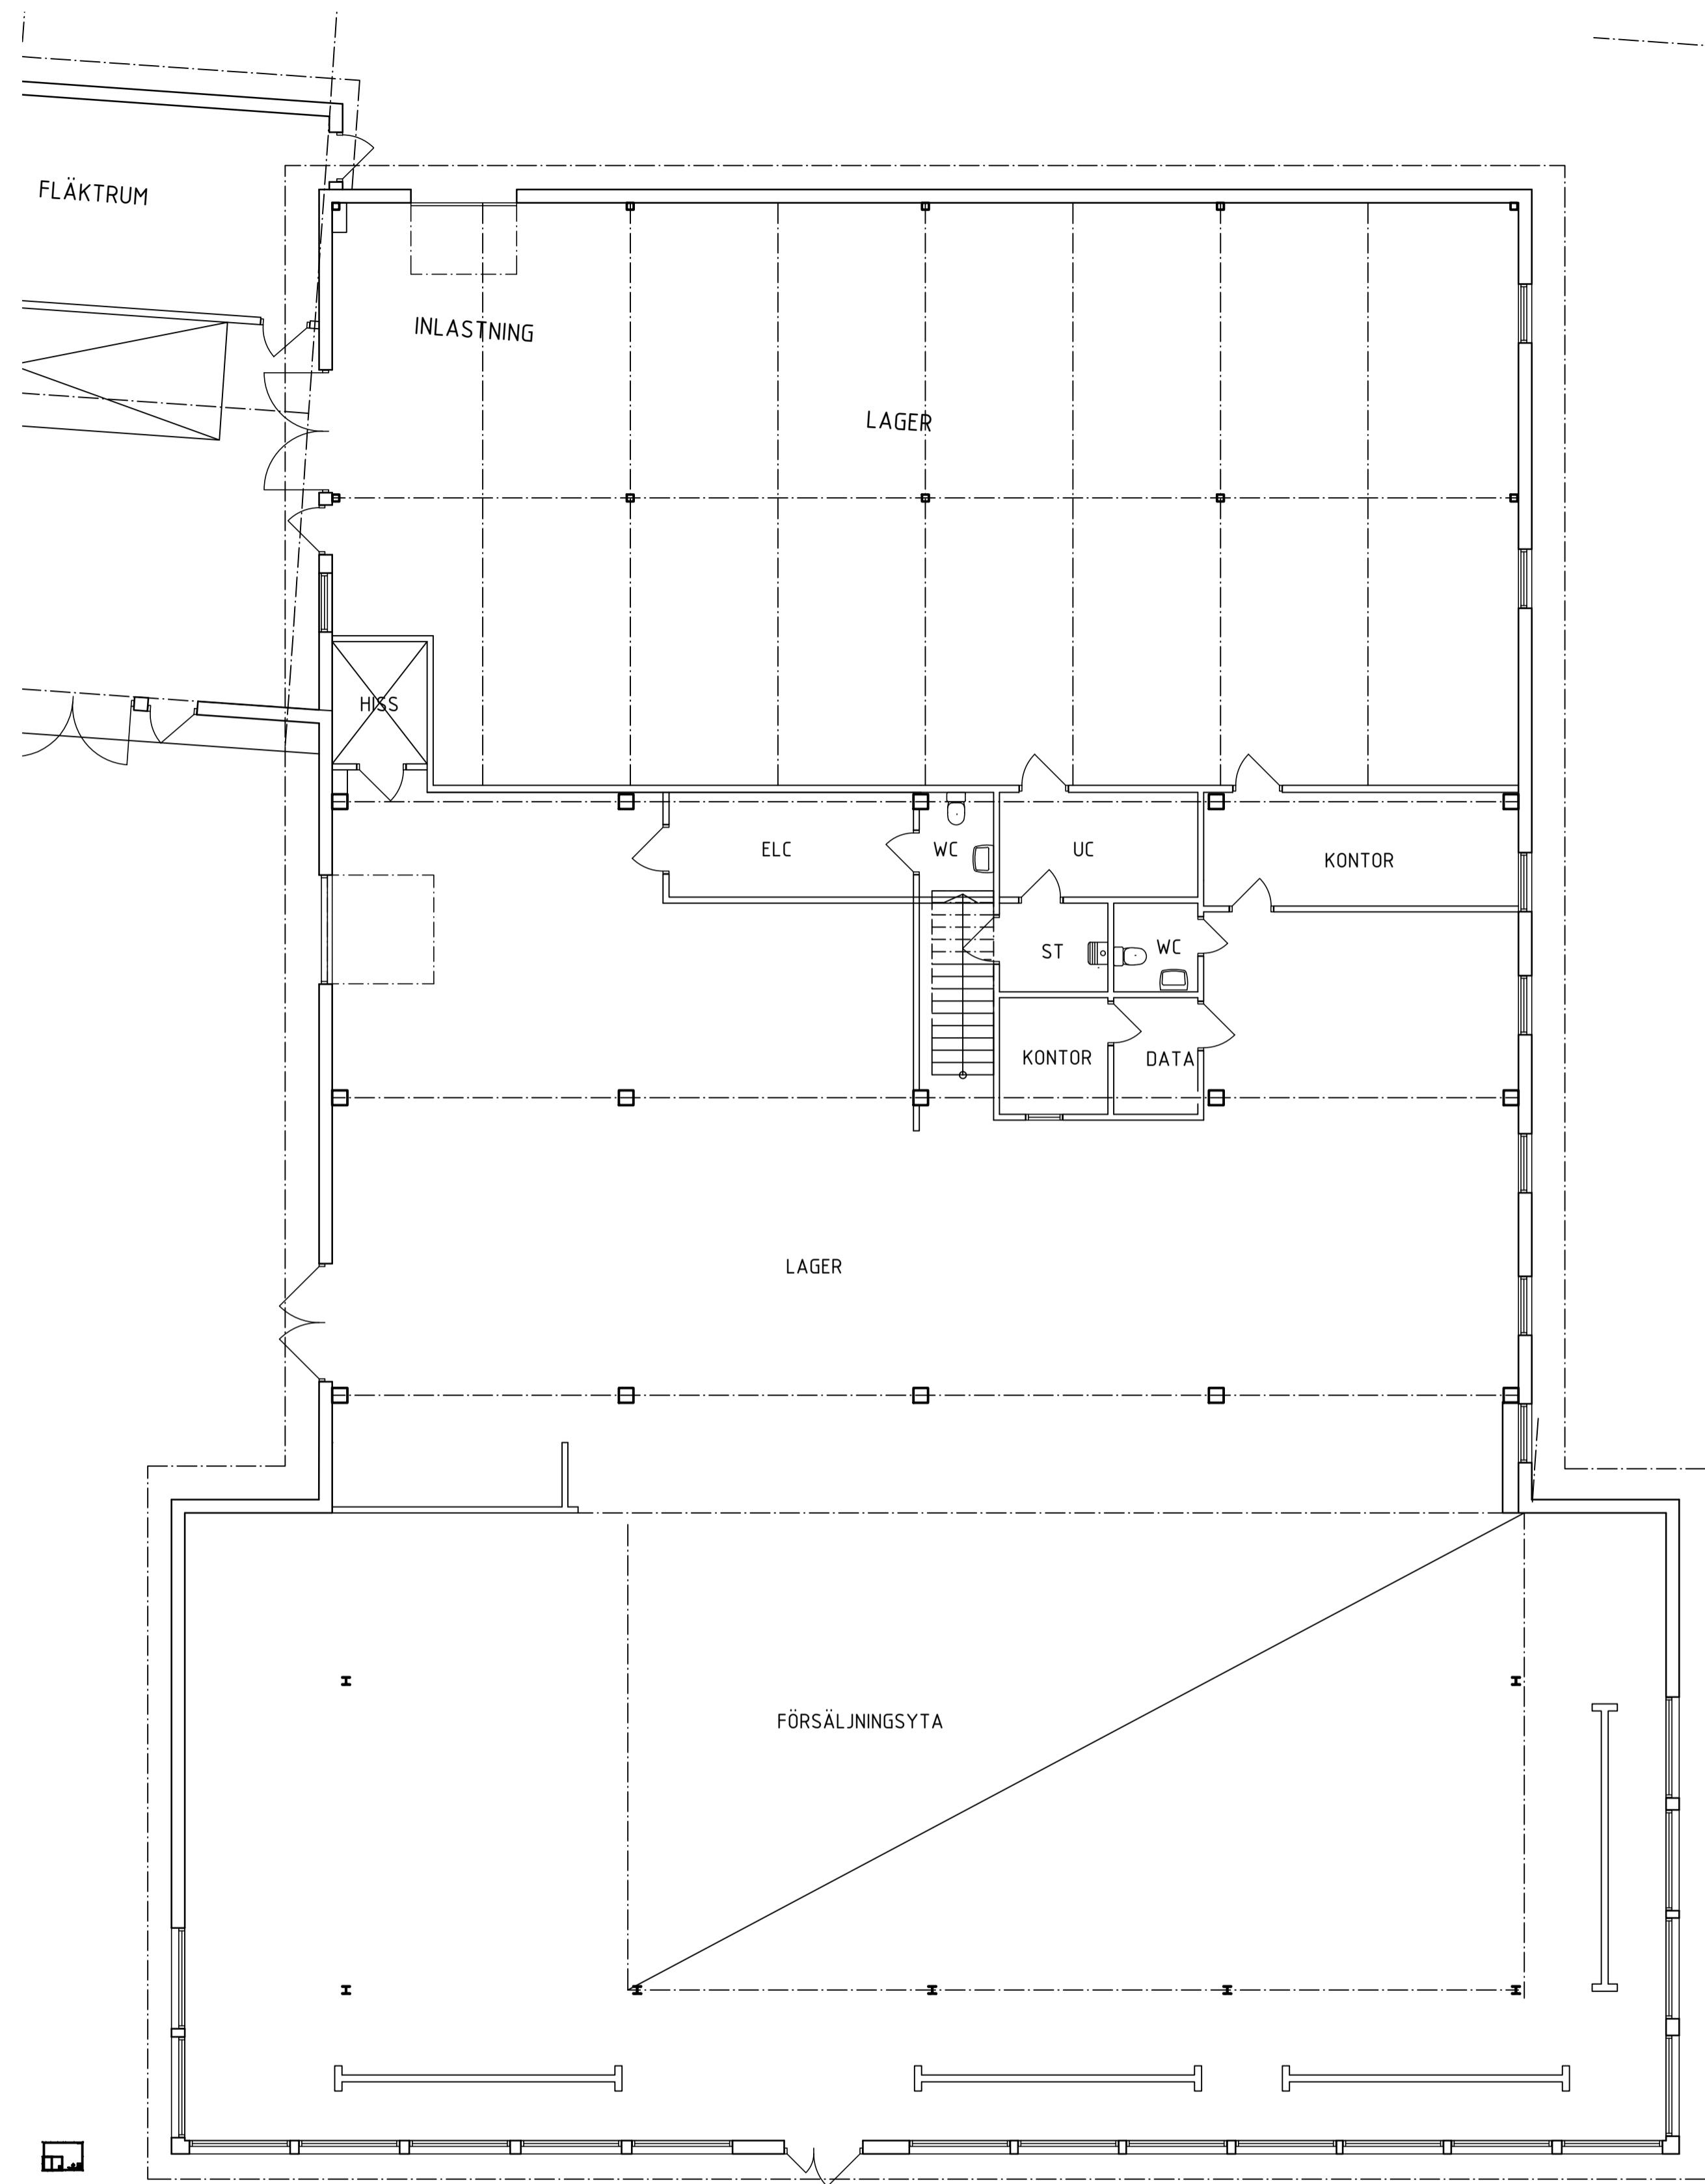 FLÄKTRUM
INLASTNING
LAGER
HISS
ELC
WC
UC
KONTOR
ST
WC
KONTOR
DATA
LAGER
FÖRSÄLJNINGSYTA